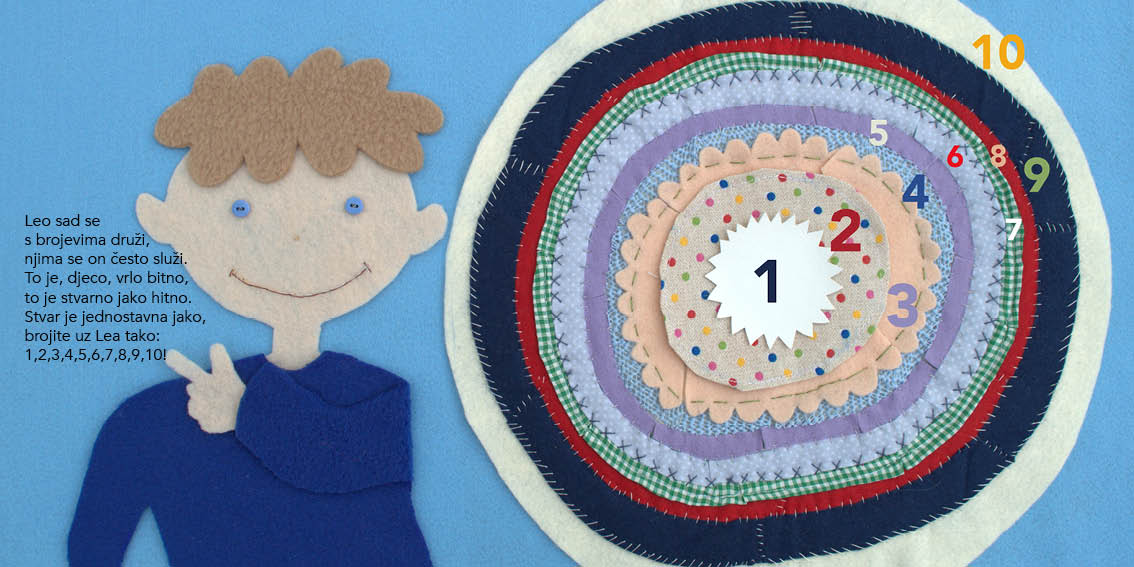 Leo sad se
s brojevima druži,
njima se on često služi.
To je, djeco, vrlo bitno,
to je stvarno jako hitno.
Stvar je jednostavna jako,
brojite uz Lea tako:
1,2,3,4,5,6,7,8,9,10!
1
2
3
4
5
6
7
8
9
10